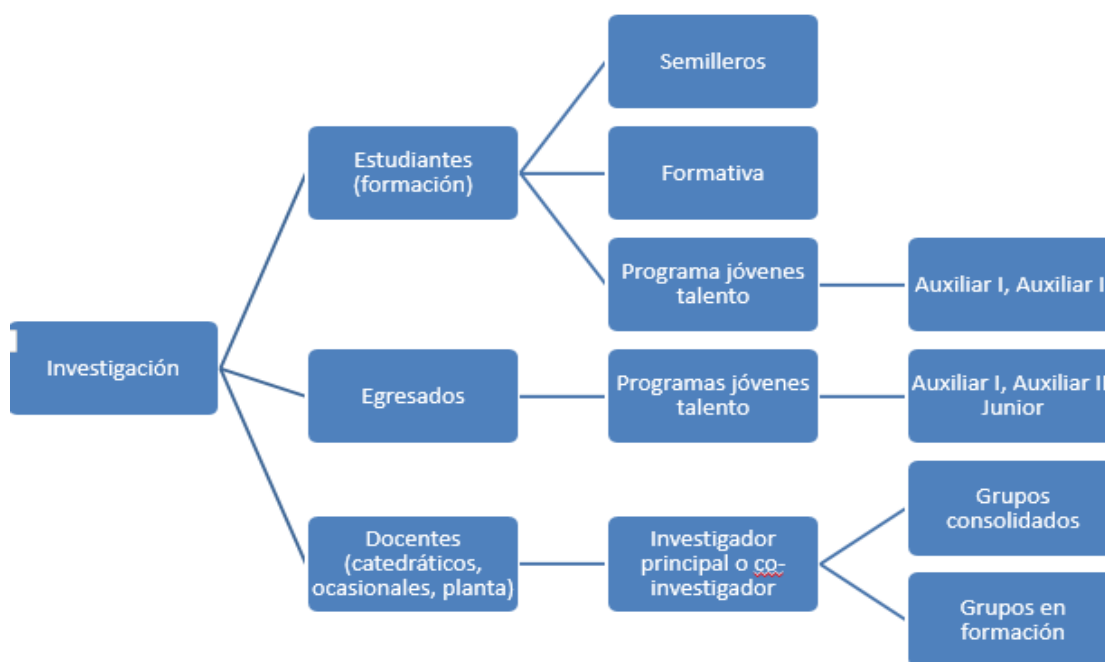 Semilleros
Estudiantes
(formación)
Formativa
Programa jóvenes
talento
Auxiliar I, Auxiliar I
Investigación
Egresados
Programas jóvenes
talento
Auxiliar I, Auxiliar II
Junior
Docentes
(catedráticos,
ocasionales, planta)
Investigador
principal o co-
investigador
Grupos
consolidados
Grupos en
formación